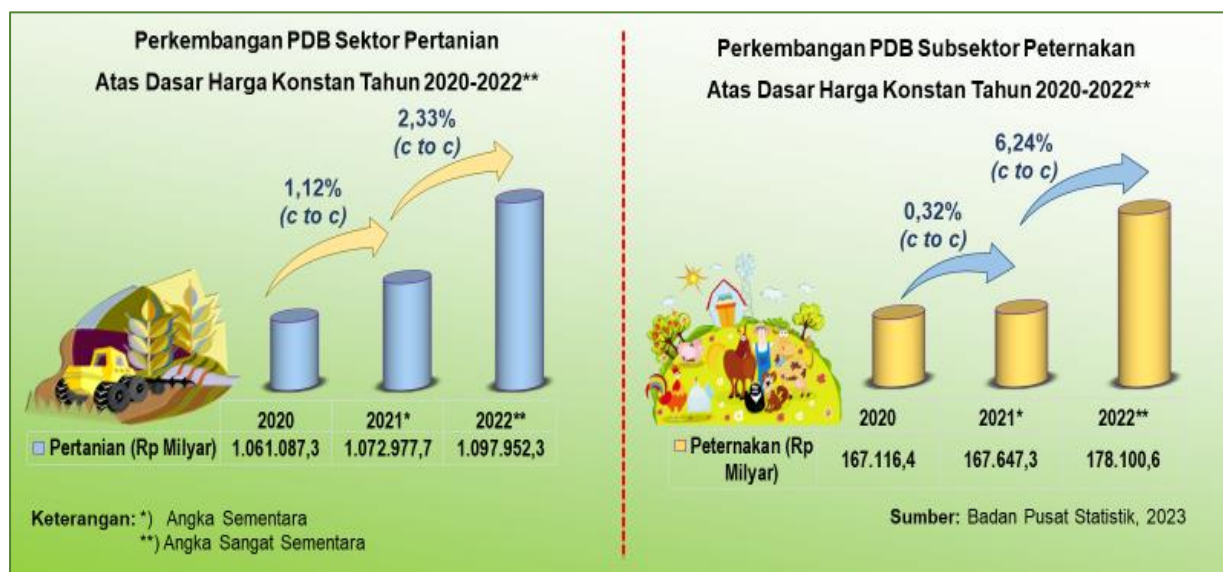 Perkembangan PDB Sektor Pertanian
Atas Dasar Harga Konstan Tahun 2020-2022**
2,33%
(c to c)
1,12%
(c to c)
2020 2021* 2022**
Pertanian (Rp Milyar) 1.061.087,3 1.072.977,7 1.097.952,3
Keterangan: *) Angka Sementara
**) Angka Sangat Sementara
Perkembangan PDB Subsektor Peternakan
Atas Dasar Harga Konstan Tahun 2020-2022**
6,24%
(c to c)
0,32%
(c to c)
2020 2021* 2022**
Peternakan (Rp
Milyar) 167.116,4 167.647,3 178.100,6
Sumber: Badan Pusat Statistik, 2023